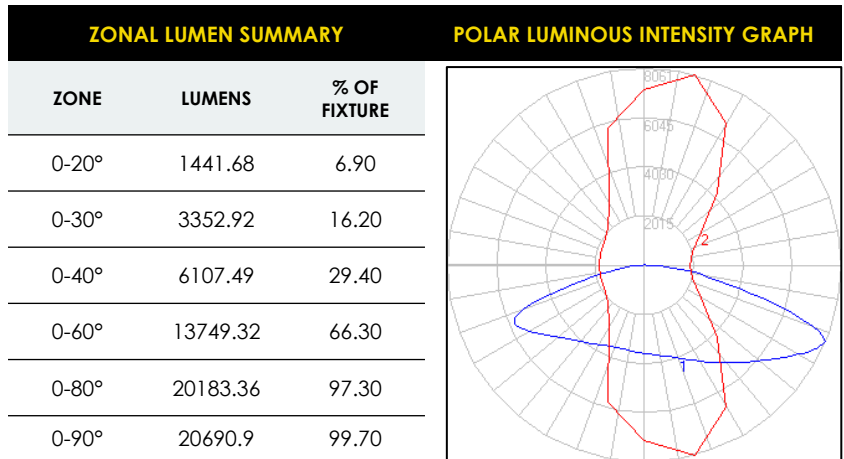 ZONAL LUMEN SUMMARY
ZONE LUMENS % OF FIXTURE
0-20° 1441.68 6.90
0-30° 3352.92 16.20
0-40° 6107.49 29.40
0-60° 13749.32 66.30
0-80° 20183.36 97.30
0-90° 20690.9 99.70
POLAR LUMINOUS INTENSITY GRAPH
8061
6045
4030
2015
2
1